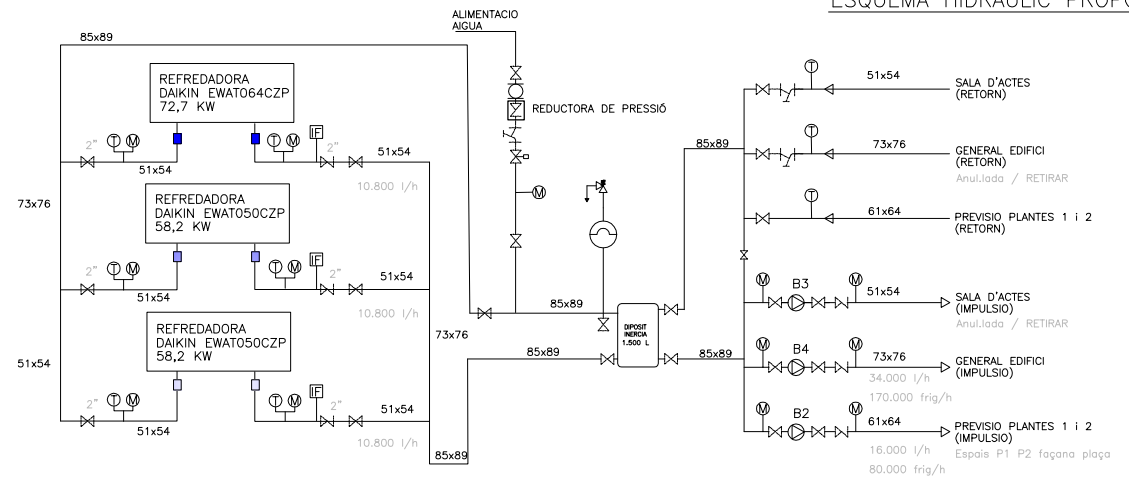 ESQUEMA HIDRAULIC
ALIMENTACIO
AIGUA
85x89
REFREDADORA
DAIKIN EWAT064CZP
72,7 KW
2"
T
M
51x54
T
M
IF
2"
51x54
10.800 l/h
73x76
REFREDADORA
DAIKIN EWAT050CZP
58,2 KW
2"
T
M
51x54
T
M
IF
2"
51x54
10.800 l/h
73x76
51x54
REFREDADORA
DAIKIN EWAT050CZP
58,2 KW
2"
T
M
51x54
T
M
IF
2"
51x54
10.800 l/h
85x89
REDUCTORA DE PRESSIÓ
M
85x89
85x89
DIPOSIT
INERCIA
1.500 L
85x89
85x89
T
51x54
SALA D'ACTES
(RETORN)
T
73x76
GENERAL EDIFICI
(RETORN)
Anul.lada / RETIRAR
T
61x64
PREVISIO PLANTES 1 i 2
(RETORN)
M
B3
M
51x54
SALA D'ACTES
(IMPULSIO)
Anul.lada / RETIRAR
M
B4
M
73x76
GENERAL EDIFICI
(IMPULSIO)
34.000 l/h
170.000 frig/h
M
B2
M
61x64
PREVISIO PLANTES 1 i 2
(IMPULSIO)
16.000 l/h
Espais P1 P2 façana plaça
80.000 frig/h